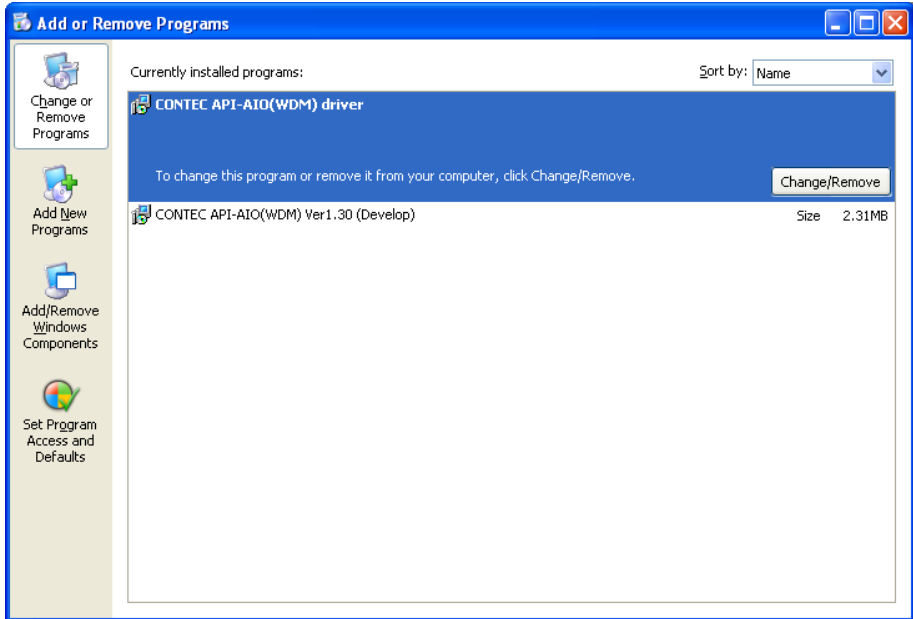 Add or Remove Programs
Change or
Remove
Programs
Currently installed programs:
Sort by:
Name
CONTEC API-AIO(WDM) driver
To change this program or remove it from your computer, click Change/Remove.
Change/Remove
CONTEC API-AIO(WDM) Ver1.30 (Develop)
Size
2.31MB
Add New
Programs
Add/Remove
Windows
Components
Set Program
Access and
Defaults